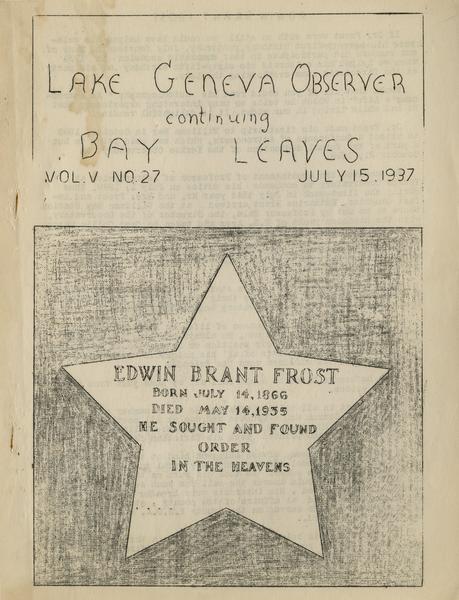 LAKE GENEVA OBSERVER
continuing
BAY LEAVES
VOL.V NO.27 JULY 15.1937
EDWIN BRANT FROST
BORN JULY 14,1866
DIED MAY 14,1935
HE SOUGHT AND FOUND
ORDER
IN THE HEAVENS